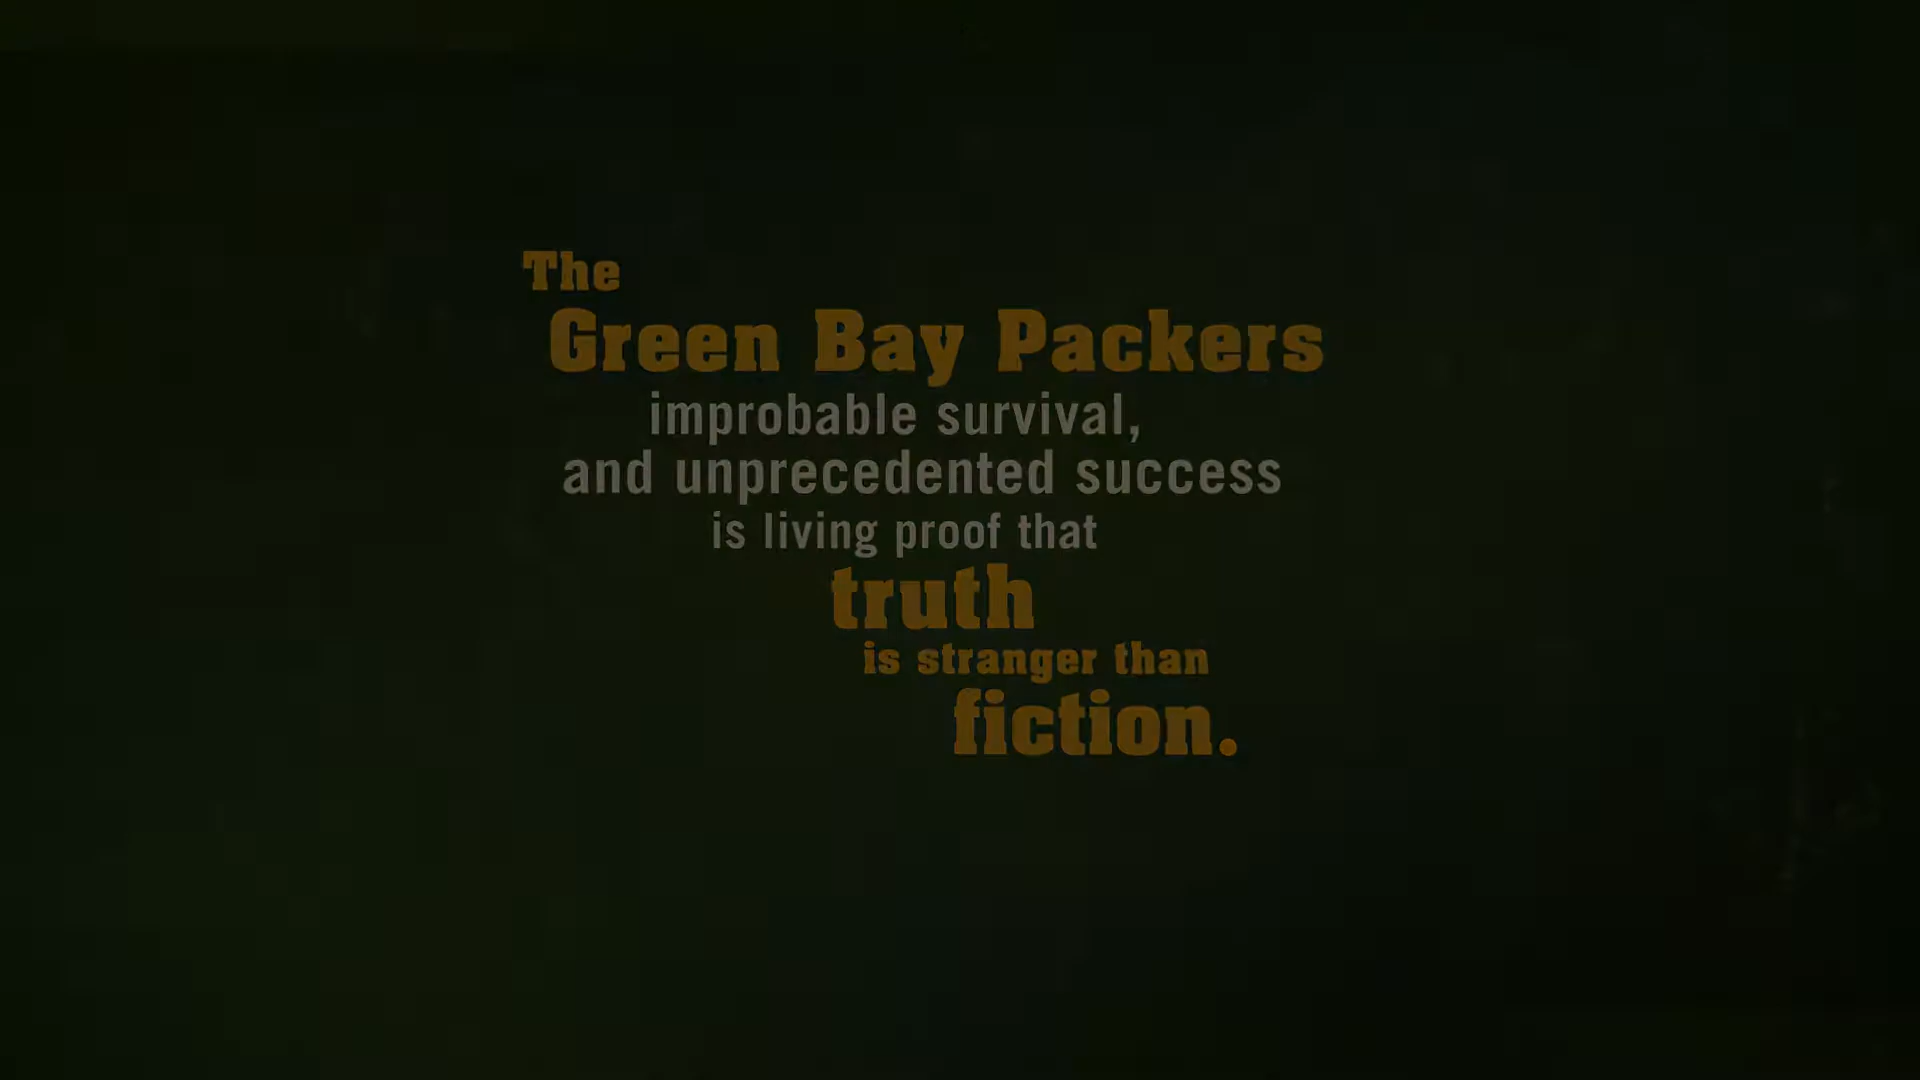 The
Green Bay Packers
improbable survival,
and unprecedented success
is living proof that
truth
is stranger than
fiction.